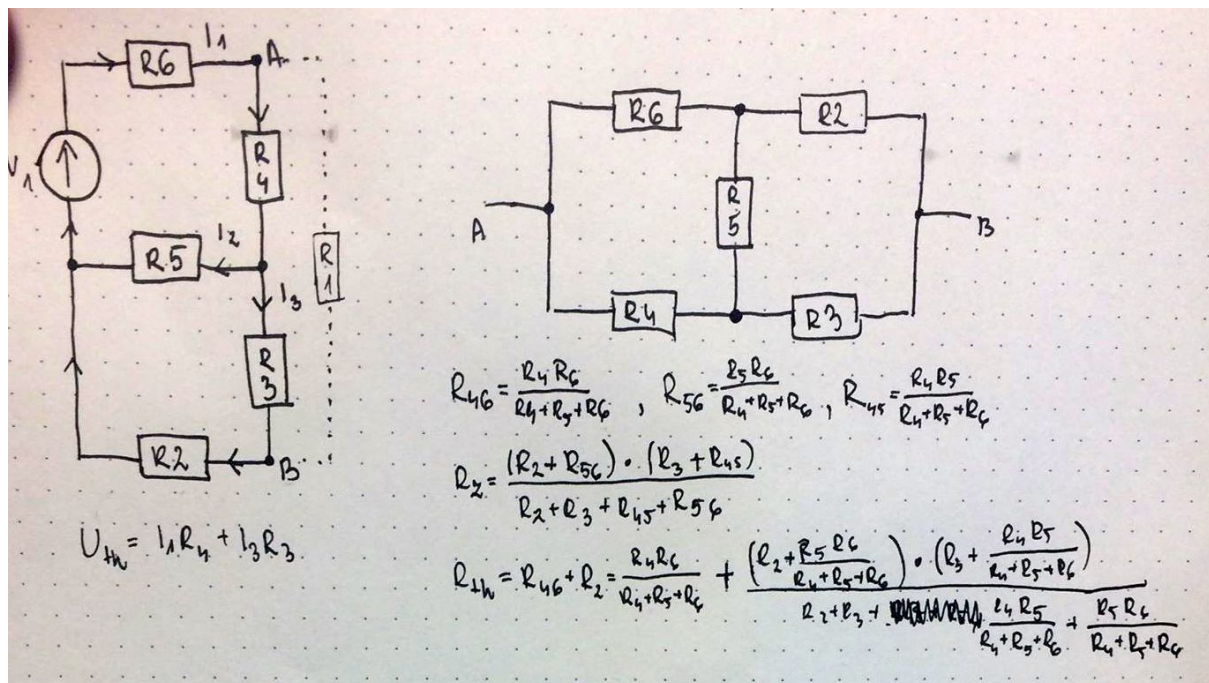 R6 I1 A
R4
V1
R5 I2
R1
I3
R3
R2 B
Uth = I1R4 + I3R3
R6 R2
R5
A B
R4 R3
R46 = R4R6/(R4+R5+R6) , R56 = R5R6/(R4+R5+R6) , R45 = R4R5/(R4+R5+R6)
Rz = (R2+R56)·(R3+R45)/(R2+R3+R45+R56)
Rth = R46 + Rz = R4R6/(R4+R5+R6) + (R2 + R5R6/(R4+R5+R6))·(R3 + R4R5/(R4+R5+R6))/(R2+R3+ R4R5/(R4+R5+R6) + R5R6/(R4+R5+R6))